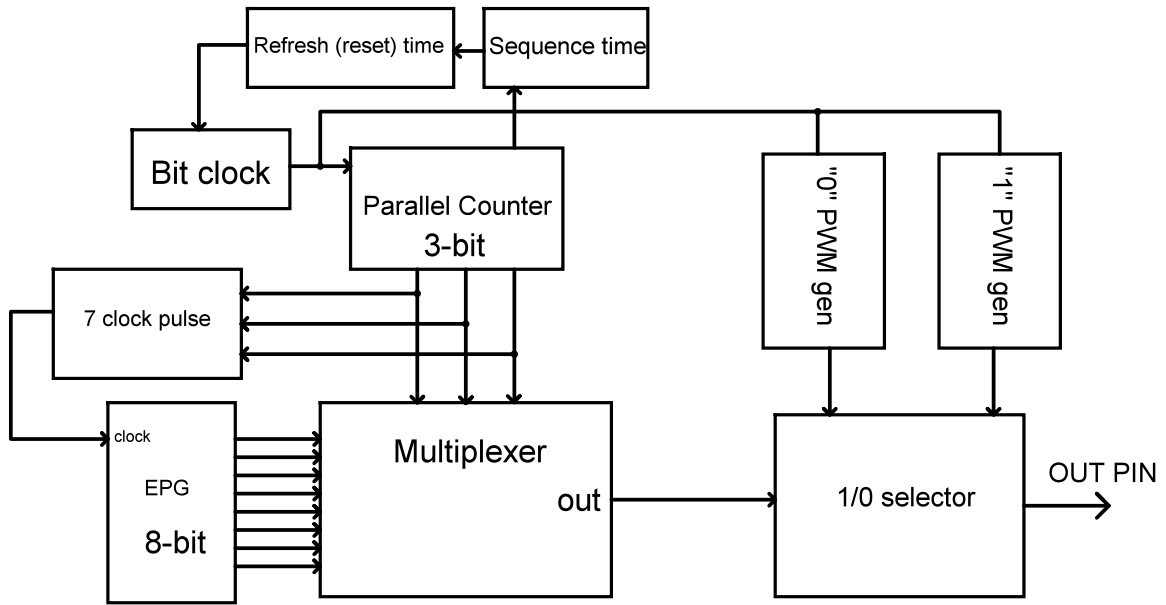 Refresh (reset) time
Sequence time
Bit clock
Parallel Counter
3-bit
"0" PWM gen
"1" PWM gen
7 clock pulse
clock
EPG
8-bit
Multiplexer
out
1/0 selector
OUT PIN